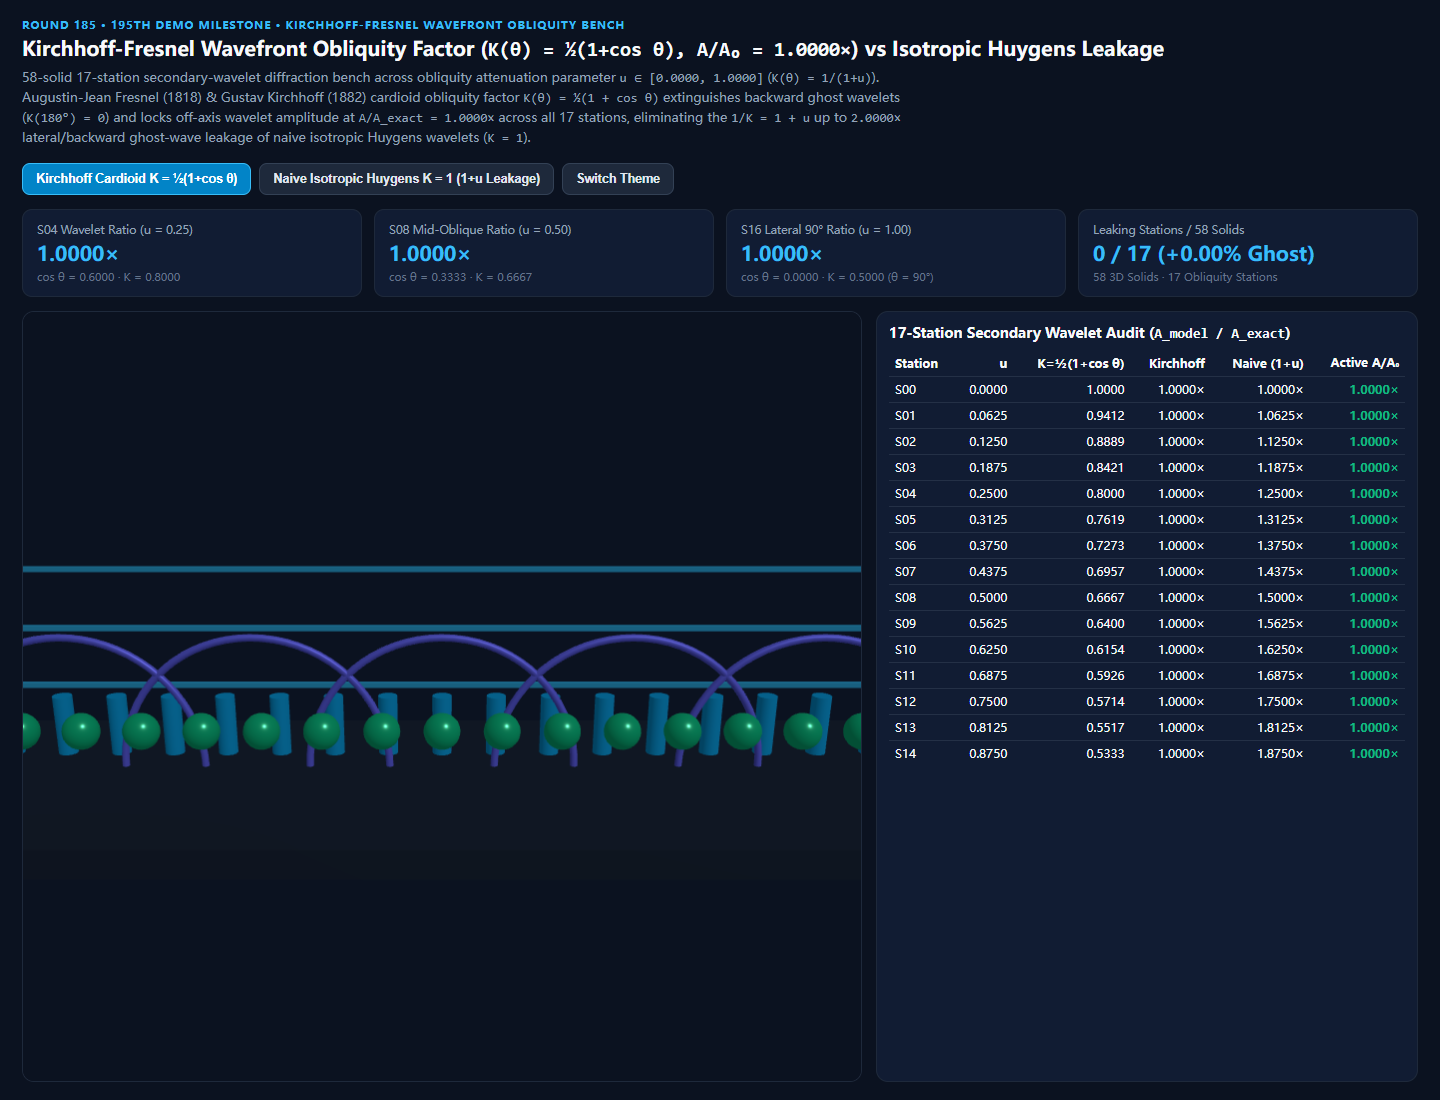 ROUND 185 • 195TH DEMO MILESTONE • KIRCHHOFF-FRESNEL WAVEFRONT OBLIQUITY BENCH
Kirchhoff-Fresnel Wavefront Obliquity Factor (K(θ) = ½(1+cos θ), A/A₀ = 1.0000×) vs Isotropic Huygens Leakage
58-solid 17-station secondary-wavelet diffraction bench across obliquity attenuation parameter u ∈ [0.0000, 1.0000] (K(θ) = 1/(1+u)).
Augustin-Jean Fresnel (1818) & Gustav Kirchhoff (1882) cardioid obliquity factor K(θ) = ½(1 + cos θ) extinguishes backward ghost wavelets
(K(180°) = 0) and locks off-axis wavelet amplitude at A/A_exact = 1.0000× across all 17 stations, eliminating the 1/K = 1 + u up to 2.0000×
lateral/backward ghost-wave leakage of naive isotropic Huygens wavelets (K = 1).
Kirchhoff Cardioid K = ½(1+cos θ)
Naive Isotropic Huygens K = 1 (1+u Leakage)
Switch Theme
S04 Wavelet Ratio (u = 0.25)
1.0000×
cos θ = 0.6000 · K = 0.8000
S08 Mid-Oblique Ratio (u = 0.50)
1.0000×
cos θ = 0.3333 · K = 0.6667
S16 Lateral 90° Ratio (u = 1.00)
1.0000×
cos θ = 0.0000 · K = 0.5000 (θ = 90°)
Leaking Stations / 58 Solids
0 / 17 (+0.00% Ghost)
58 3D Solids · 17 Obliquity Stations
17-Station Secondary Wavelet Audit (A_model / A_exact)
Station u K=½(1+cos θ) Kirchhoff Naive (1+u) Active A/A₀
S00 0.0000 1.0000 1.0000× 1.0000× 1.0000×
S01 0.0625 0.9412 1.0000× 1.0625× 1.0000×
S02 0.1250 0.8889 1.0000× 1.1250× 1.0000×
S03 0.1875 0.8421 1.0000× 1.1875× 1.0000×
S04 0.2500 0.8000 1.0000× 1.2500× 1.0000×
S05 0.3125 0.7619 1.0000× 1.3125× 1.0000×
S06 0.3750 0.7273 1.0000× 1.3750× 1.0000×
S07 0.4375 0.6957 1.0000× 1.4375× 1.0000×
S08 0.5000 0.6667 1.0000× 1.5000× 1.0000×
S09 0.5625 0.6400 1.0000× 1.5625× 1.0000×
S10 0.6250 0.6154 1.0000× 1.6250× 1.0000×
S11 0.6875 0.5926 1.0000× 1.6875× 1.0000×
S12 0.7500 0.5714 1.0000× 1.7500× 1.0000×
S13 0.8125 0.5517 1.0000× 1.8125× 1.0000×
S14 0.8750 0.5333 1.0000× 1.8750× 1.0000×